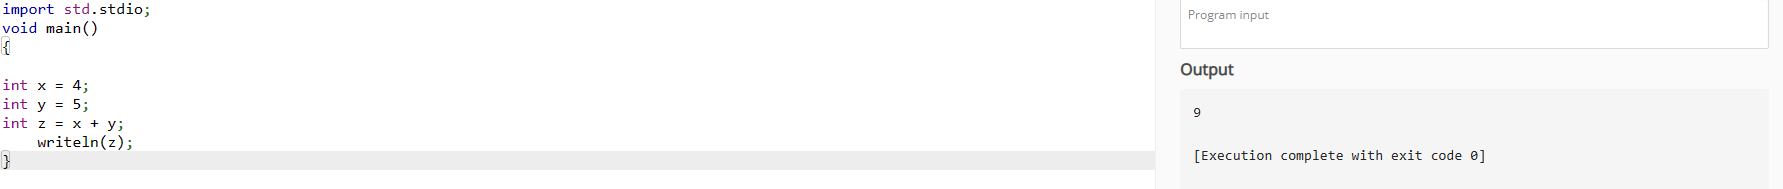 import std.stdio;
void main()
{
int x = 4;
int y = 5;
int z = x + y;
    writeln(z);
}
Program input
Output
9
[Execution complete with exit code 0]